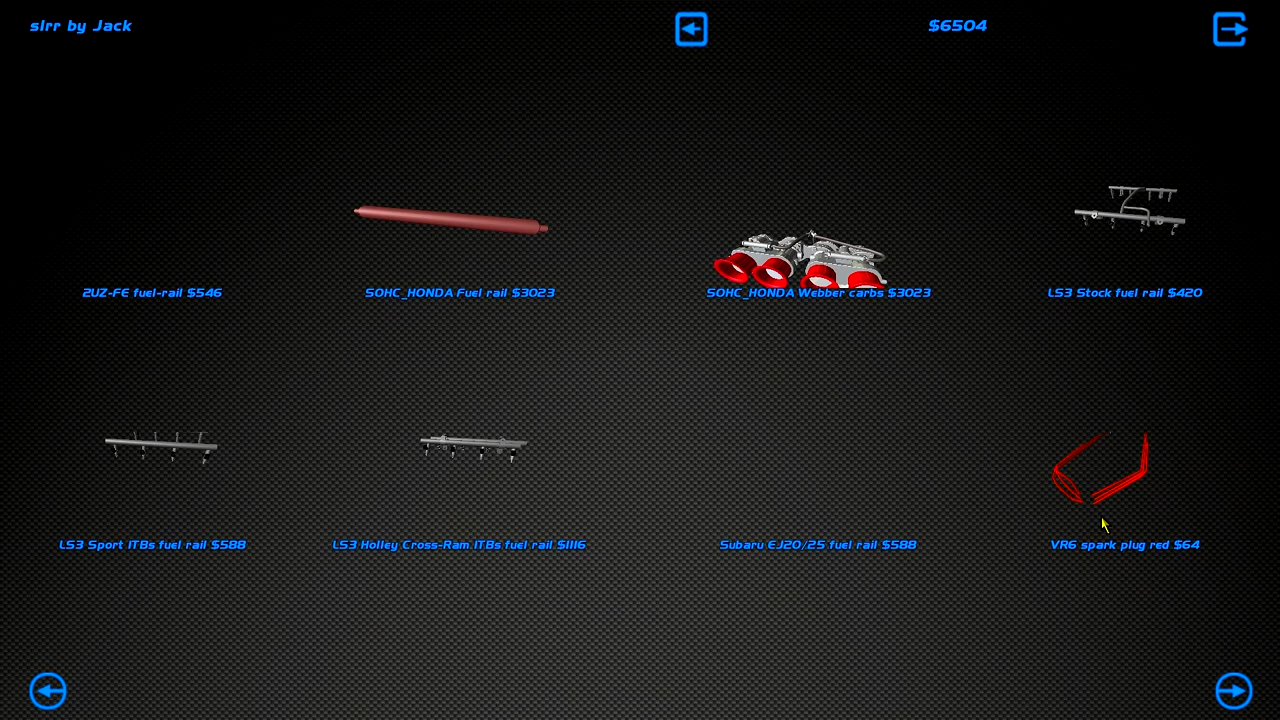 slrr by Jack
$6504
2UZ-FE fuel-rail $546
SOHC_HONDA Fuel rail $3023
SOHC_HONDA Webber carbs $3023
LS3 Stock fuel rail $420
LS3 Sport ITBs fuel rail $588
LS3 Holley Cross-Ram ITBs fuel rail $1116
Subaru EJ20/25 fuel rail $588
VR6 spark plug red $64